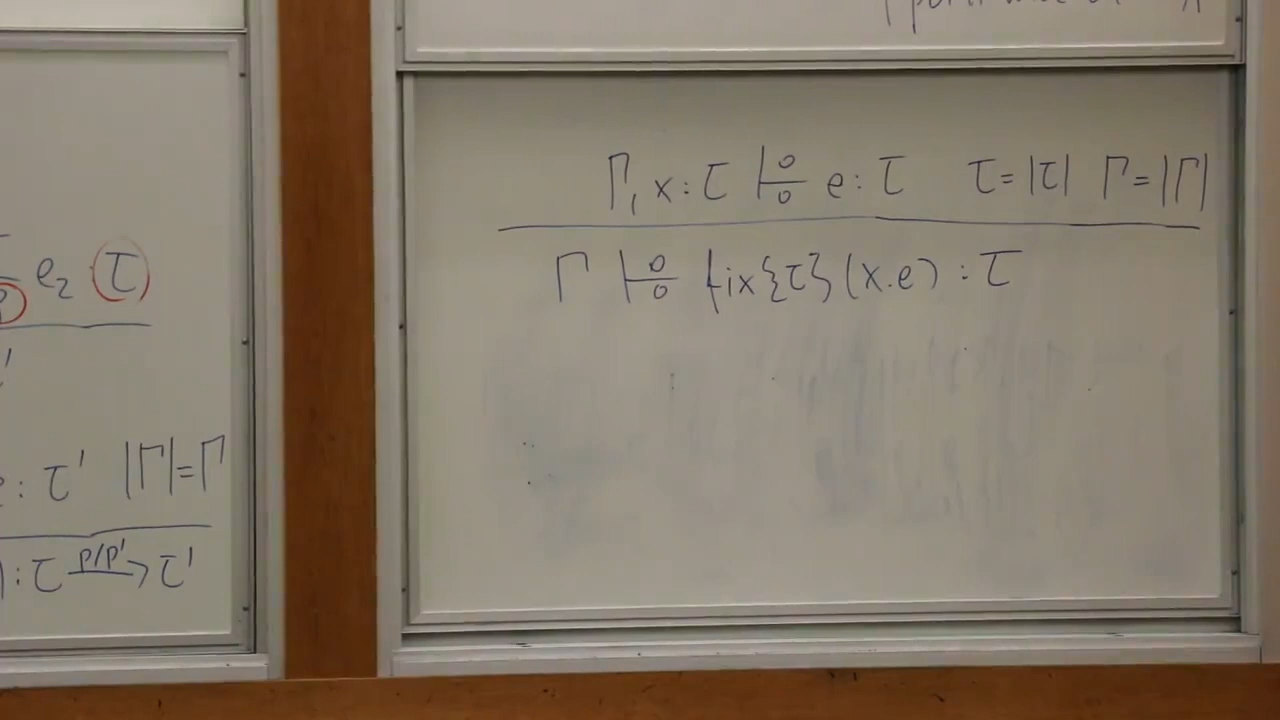 e₂ (τ)
e : τ' |Γ|=Γ
) : τ —p/p'→ τ'
Γ, x : τ ⊢⁰₀ e : τ τ = |τ| Γ = |Γ|
Γ ⊢⁰₀ fix{τ}(x.e) : τ